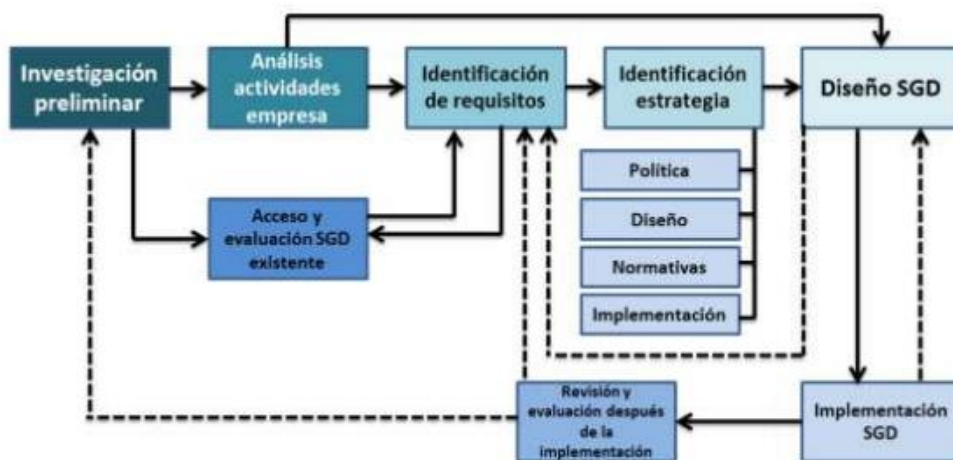 Investigación
preliminar
Análisis
actividades
empresa
Identificación
de requisitos
Identificación
estrategia
Diseño SGD
Acceso y
evaluación SGD
existente
Política
Diseño
Normativas
Implementación
Revisión y
evaluación después
de la
implementación
Implementación
SGD